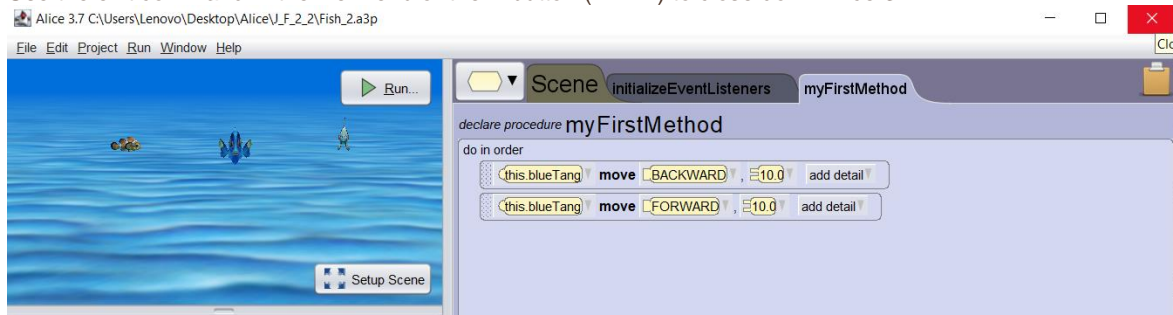 Alice 3.7 C:\Users\Lenovo\Desktop\Alice\J_F_2_2\Fish_2.a3p
File Edit Project Run Window Help
Clo
Run...
Scene initializeEventListeners myFirstMethod
declare procedure myFirstMethod
do in order
this.blueTang move BACKWARD , 10.0 add detail
this.blueTang move FORWARD , 10.0 add detail
Setup Scene